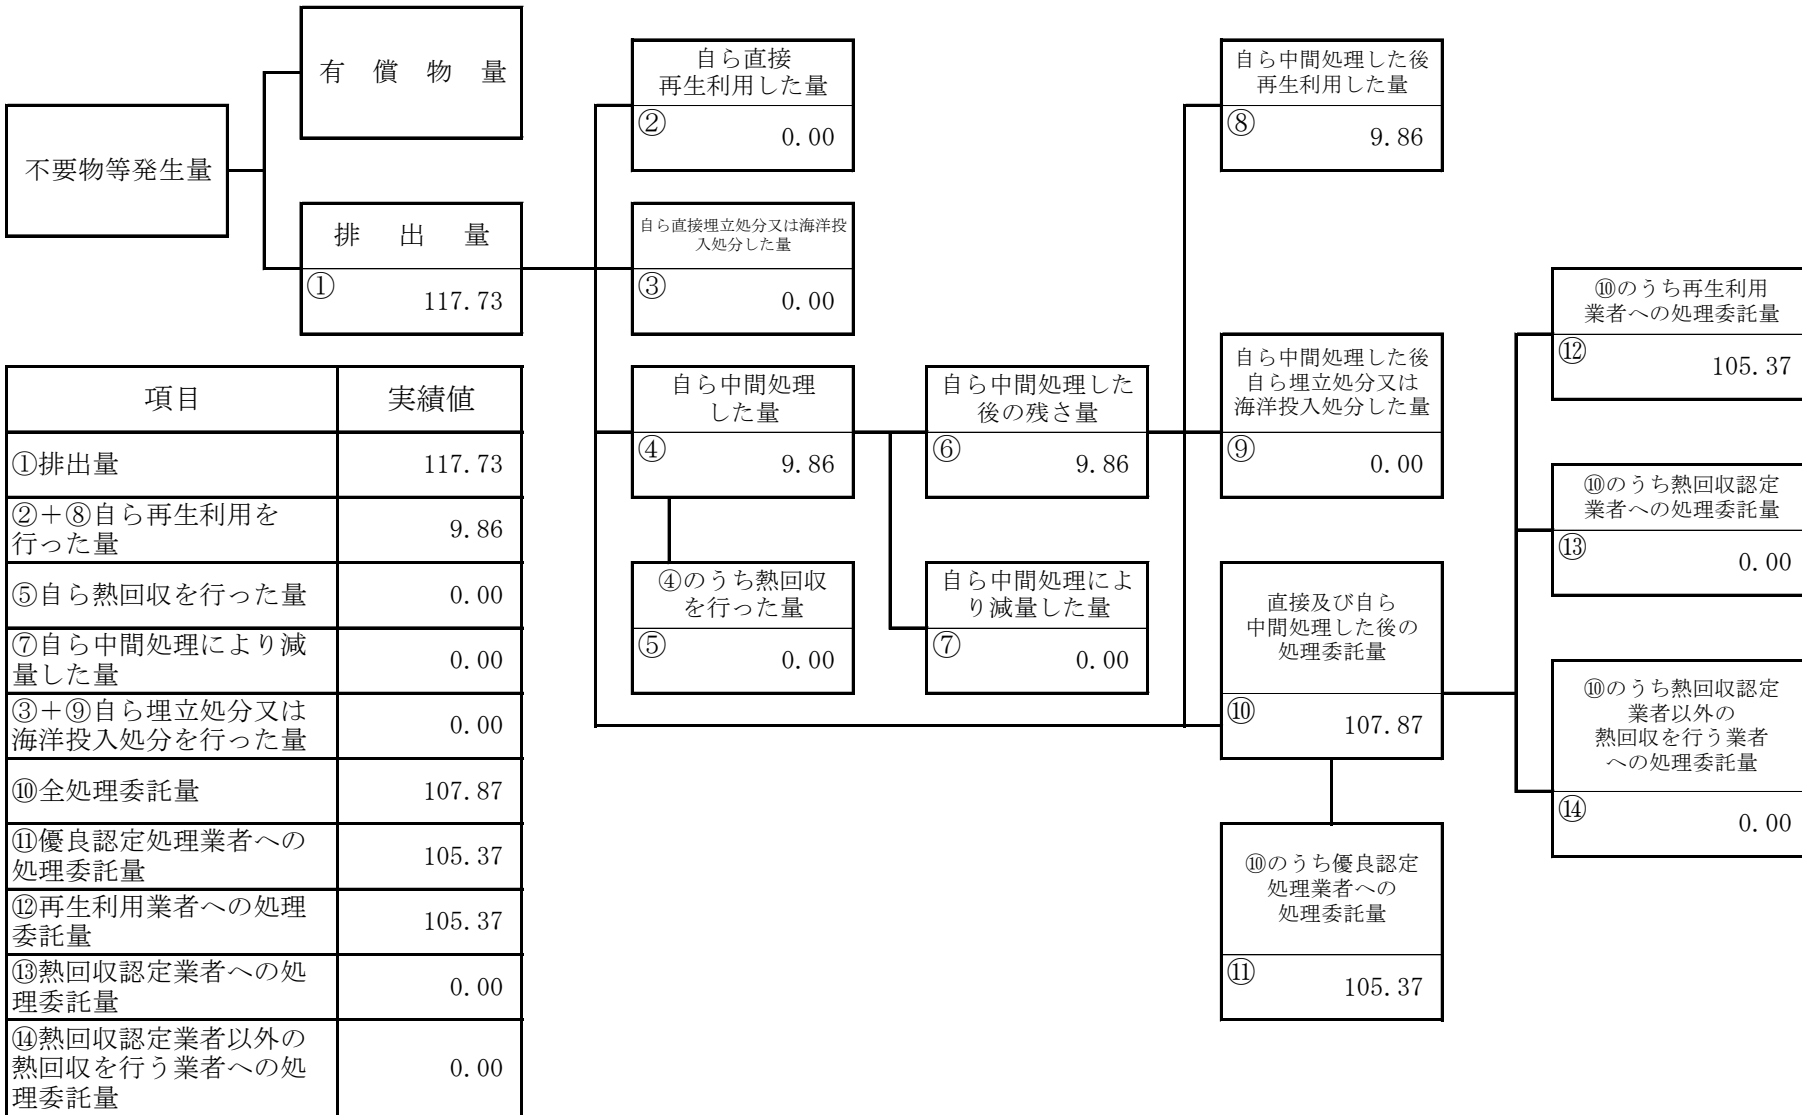 不要物等発生量
有　償　物　量
排　出　量
①
117.73
自ら直接
再生利用した量
②
0.00
自ら直接埋立処分又は海洋投
入処分した量
③
0.00
自ら中間処理
した量
④
9.86
④のうち熱回収
を行った量
⑤
0.00
自ら中間処理した
後の残さ量
⑥
9.86
自ら中間処理によ
り減量した量
⑦
0.00
自ら中間処理した後
再生利用した量
⑧
9.86
自ら中間処理した後
自ら埋立処分又は
海洋投入処分した量
⑨
0.00
直接及び自ら
中間処理した後の
処理委託量
⑩
107.87
⑩のうち優良認定
処理業者への
処理委託量
⑪
105.37
⑩のうち再生利用
業者への処理委託量
⑫
105.37
⑩のうち熱回収認定
業者への処理委託量
⑬
0.00
⑩のうち熱回収認定
業者以外の
熱回収を行う業者
への処理委託量
⑭
0.00
項目 実績値
①排出量 117.73
②＋⑧自ら再生利用を
行った量 9.86
⑤自ら熱回収を行った量 0.00
⑦自ら中間処理により減
量した量 0.00
③＋⑨自ら埋立処分又は
海洋投入処分を行った量 0.00
⑩全処理委託量 107.87
⑪優良認定処理業者への
処理委託量 105.37
⑫再生利用業者への処理
委託量 105.37
⑬熱回収認定業者への処
理委託量 0.00
⑭熱回収認定業者以外の
熱回収を行う業者への処
理委託量 0.00